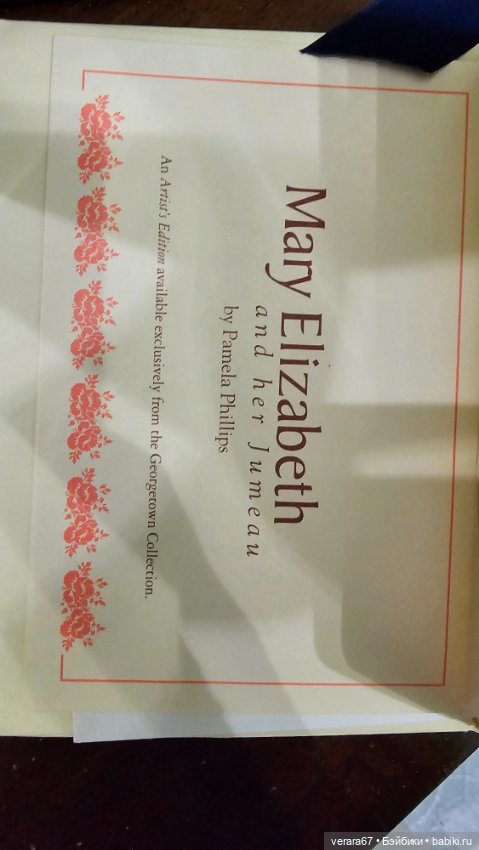 Mary Elizabeth
and her Jumeau
by Pamela Phillips
An Artist's Edition available exclusively from the Georgetown Collection.
verara67 • Бэйбики • babiki.ru